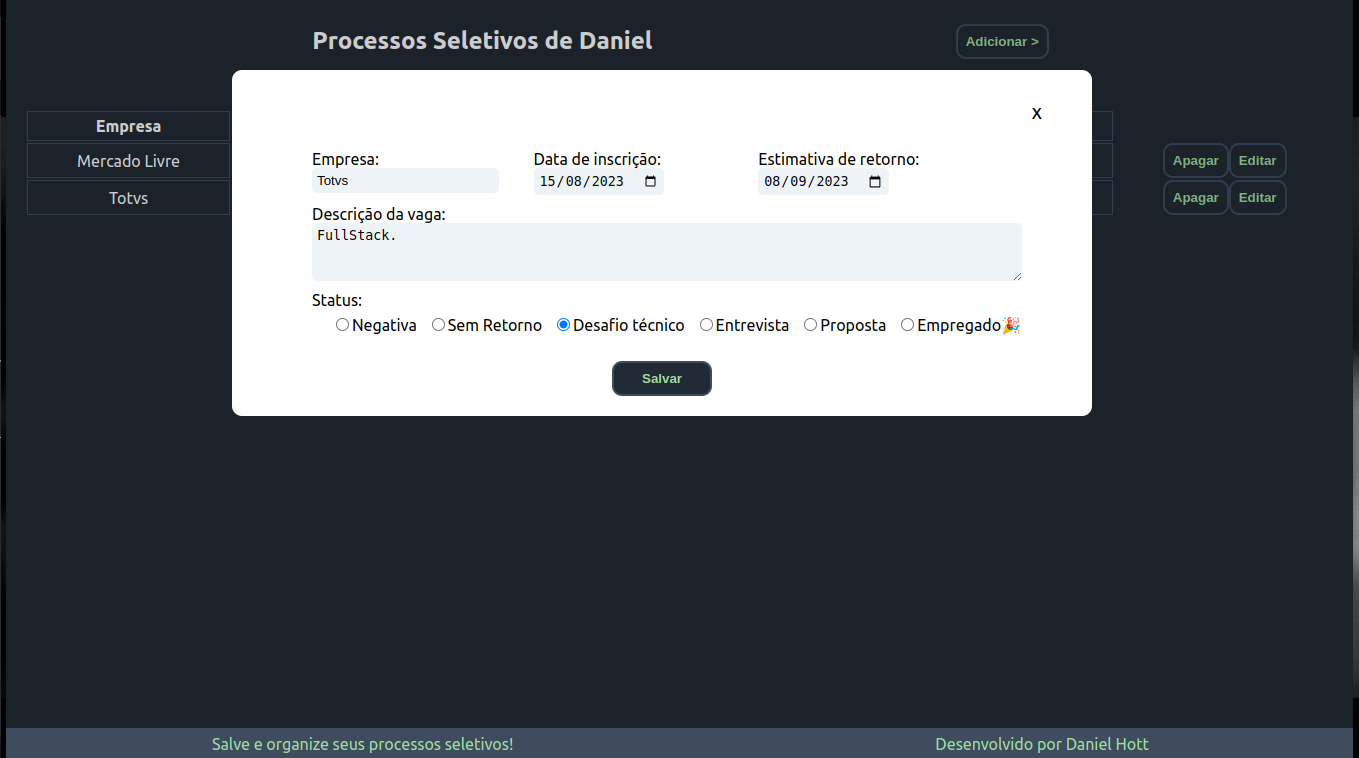 Processos Seletivos de Daniel
Adicionar >
X
Empresa
Mercado Livre
Apagar Editar
Totvs
Apagar Editar
Empresa: Data de inscrição: Estimativa de retorno:
Totvs 15/08/2023 08/09/2023
Descrição da vaga:
FullStack.
Status:
Negativa Sem Retorno Desafio técnico Entrevista Proposta Empregado🎉
Salvar
Salve e organize seus processos seletivos! Desenvolvido por Daniel Hott